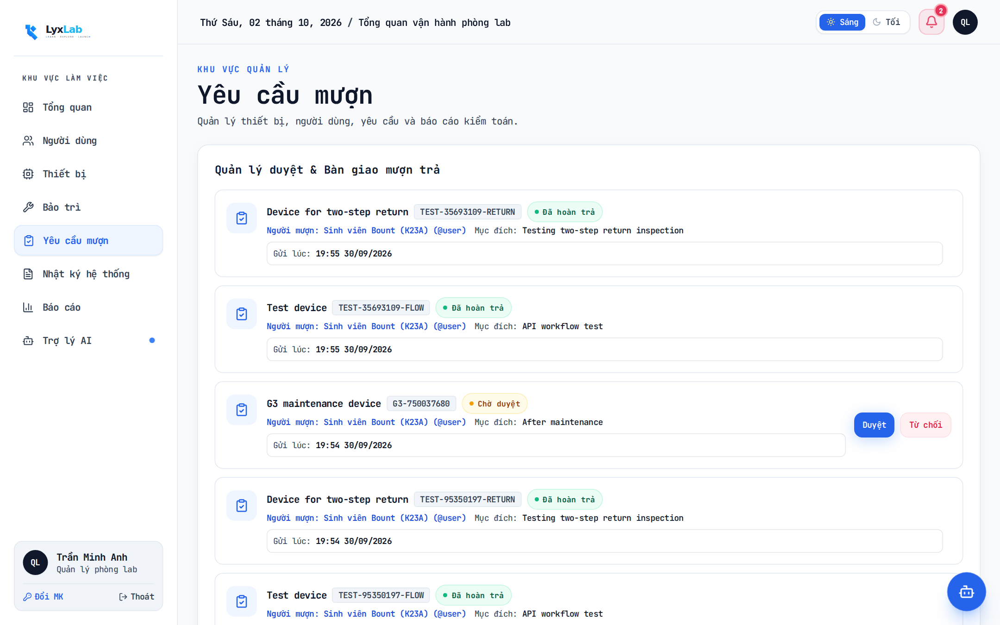 LyxLab
LEARN · EXPLORE · LAUNCH
KHU VỰC LÀM VIỆC
Tổng quan
Người dùng
Thiết bị
Bảo trì
Yêu cầu mượn
Nhật ký hệ thống
Báo cáo
Trợ lý AI
QL
Trần Minh Anh
Quản lý phòng lab
Đổi MK
Thoát
Thứ Sáu, 02 tháng 10, 2026 / Tổng quan vận hành phòng lab
Sáng
Tối
2
QL
KHU VỰC QUẢN LÝ
Yêu cầu mượn
Quản lý thiết bị, người dùng, yêu cầu và báo cáo kiểm toán.
Quản lý duyệt & Bàn giao mượn trả
Device for two-step return TEST-35693109-RETURN Đã hoàn trả
Người mượn: Sinh viên Bount (K23A) (@user) Mục đích: Testing two-step return inspection
Gửi lúc: 19:55 30/09/2026
Test device TEST-35693109-FLOW Đã hoàn trả
Người mượn: Sinh viên Bount (K23A) (@user) Mục đích: API workflow test
Gửi lúc: 19:55 30/09/2026
G3 maintenance device G3-750037680 Chờ duyệt
Người mượn: Sinh viên Bount (K23A) (@user) Mục đích: After maintenance
Gửi lúc: 19:54 30/09/2026
Duyệt
Từ chối
Device for two-step return TEST-95350197-RETURN Đã hoàn trả
Người mượn: Sinh viên Bount (K23A) (@user) Mục đích: Testing two-step return inspection
Gửi lúc: 19:54 30/09/2026
Test device TEST-95350197-FLOW Đã hoàn trả
Người mượn: Sinh viên Bount (K23A) (@user) Mục đích: API workflow test